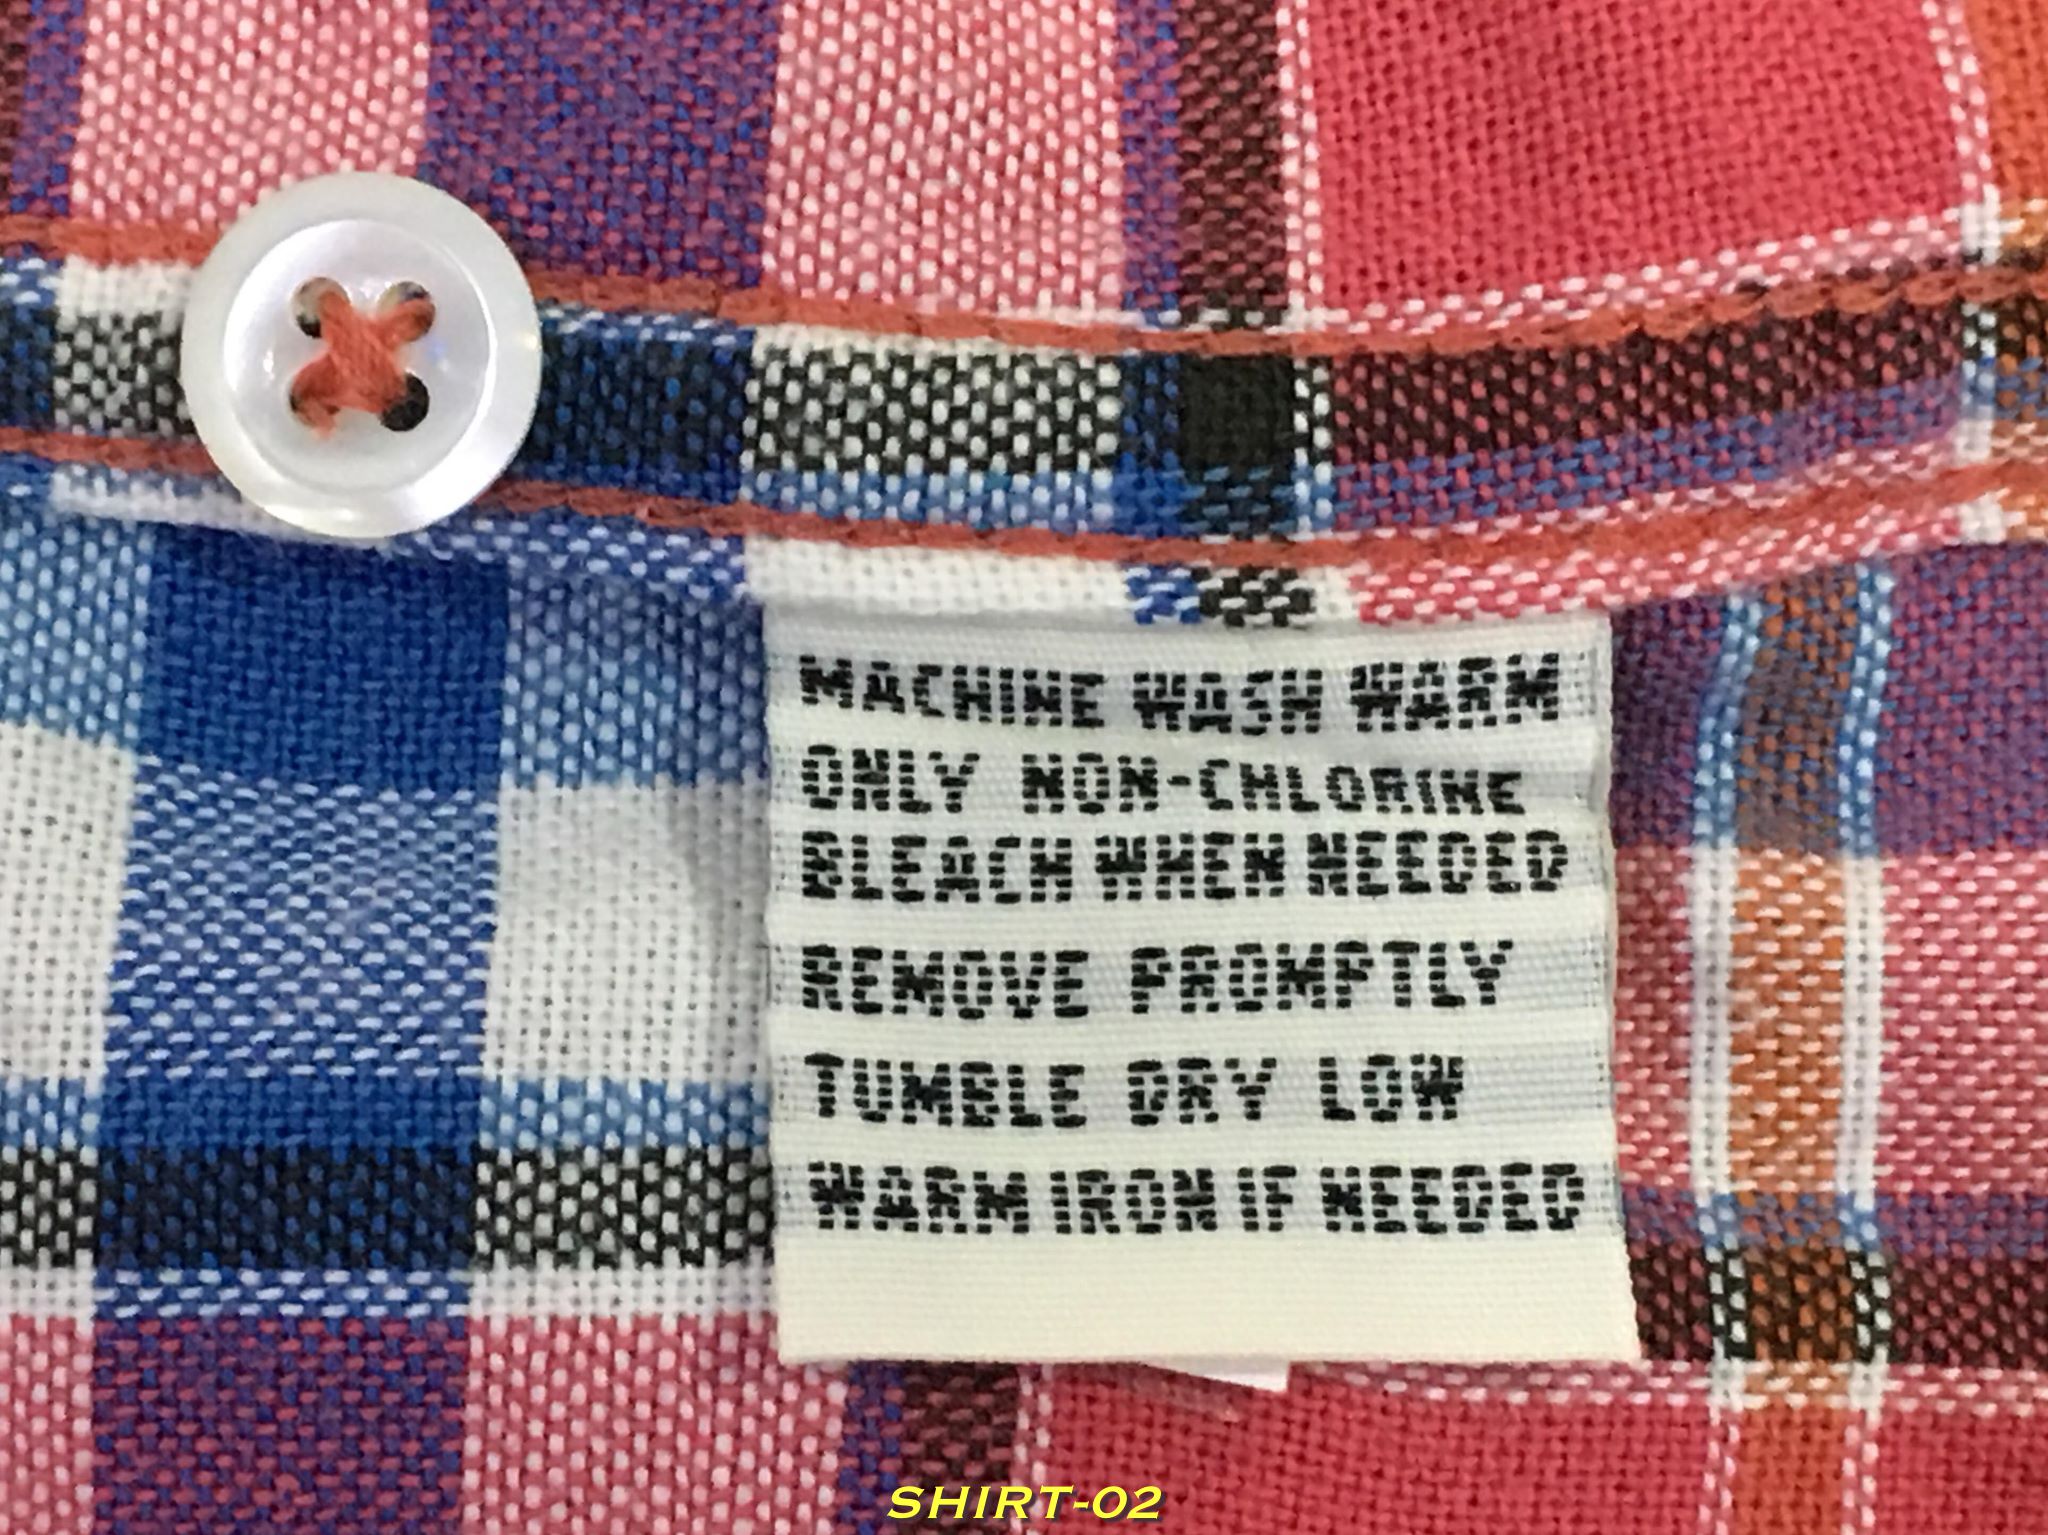 MACHINE WASH WARM
ONLY NON-CHLORINE
BLEACH WHEN NEEDED
REMOVE PROMPTLY
TUMBLE DRY LOW
WARM IRON IF NEEDED
SHIRT-02